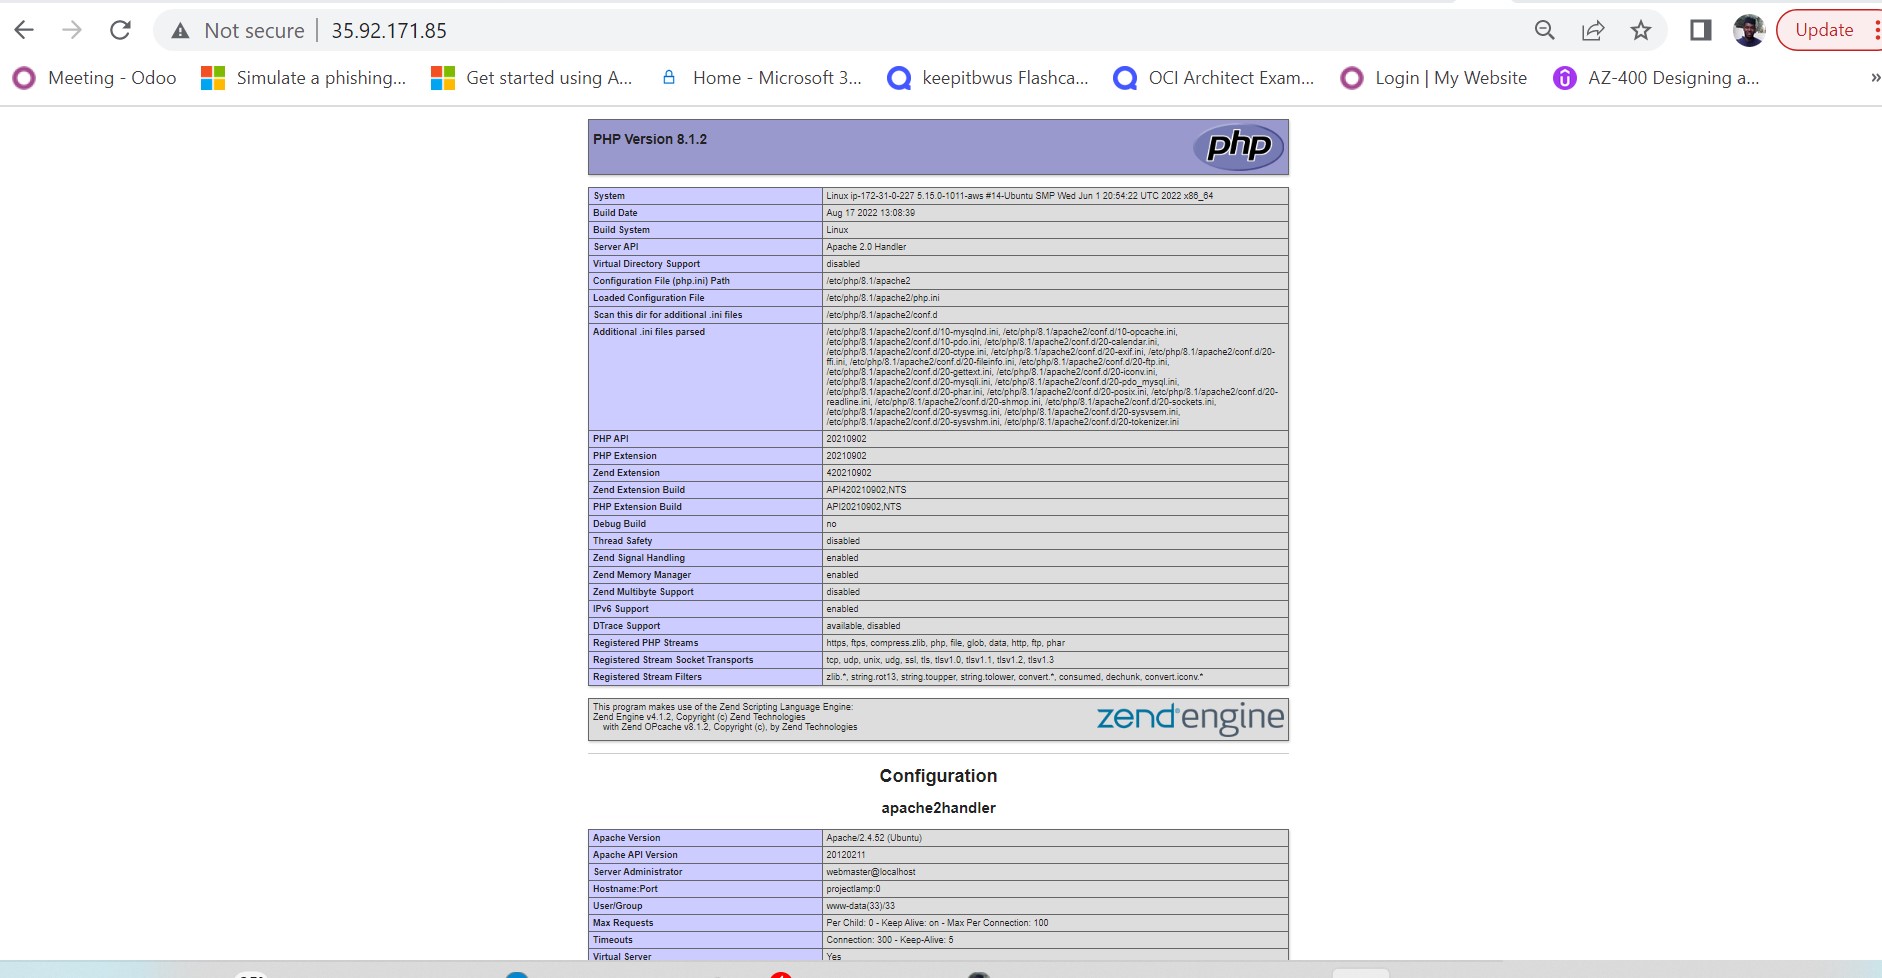 Not secure | 35.92.171.85
Update
Meeting - Odoo
Simulate a phishing...
Get started using A...
Home - Microsoft 3...
keepitbwus Flashca...
OCI Architect Exam...
Login | My Website
AZ-400 Designing a...
»
PHP Version 8.1.2
php
System Linux ip-172-31-0-227 5.15.0-1011-aws #14-Ubuntu SMP Wed Jun 1 20:54:22 UTC 2022 x86_64
Build Date Aug 17 2022 13:08:39
Build System Linux
Server API Apache 2.0 Handler
Virtual Directory Support disabled
Configuration File (php.ini) Path /etc/php/8.1/apache2
Loaded Configuration File /etc/php/8.1/apache2/php.ini
Scan this dir for additional .ini files /etc/php/8.1/apache2/conf.d
Additional .ini files parsed /etc/php/8.1/apache2/conf.d/10-mysqlnd.ini, /etc/php/8.1/apache2/conf.d/10-opcache.ini,
/etc/php/8.1/apache2/conf.d/10-pdo.ini, /etc/php/8.1/apache2/conf.d/20-calendar.ini,
/etc/php/8.1/apache2/conf.d/20-ctype.ini, /etc/php/8.1/apache2/conf.d/20-exif.ini, /etc/php/8.1/apache2/conf.d/20-
ffi.ini, /etc/php/8.1/apache2/conf.d/20-fileinfo.ini, /etc/php/8.1/apache2/conf.d/20-ftp.ini,
/etc/php/8.1/apache2/conf.d/20-gettext.ini, /etc/php/8.1/apache2/conf.d/20-iconv.ini,
/etc/php/8.1/apache2/conf.d/20-mysqli.ini, /etc/php/8.1/apache2/conf.d/20-pdo_mysql.ini,
/etc/php/8.1/apache2/conf.d/20-phar.ini, /etc/php/8.1/apache2/conf.d/20-posix.ini, /etc/php/8.1/apache2/conf.d/20-
readline.ini, /etc/php/8.1/apache2/conf.d/20-shmop.ini, /etc/php/8.1/apache2/conf.d/20-sockets.ini,
/etc/php/8.1/apache2/conf.d/20-sysvmsg.ini, /etc/php/8.1/apache2/conf.d/20-sysvsem.ini,
/etc/php/8.1/apache2/conf.d/20-sysvshm.ini, /etc/php/8.1/apache2/conf.d/20-tokenizer.ini
PHP API 20210902
PHP Extension 20210902
Zend Extension 420210902
Zend Extension Build API420210902,NTS
PHP Extension Build API20210902,NTS
Debug Build no
Thread Safety disabled
Zend Signal Handling enabled
Zend Memory Manager enabled
Zend Multibyte Support disabled
IPv6 Support enabled
DTrace Support available, disabled
Registered PHP Streams https, ftps, compress.zlib, php, file, glob, data, http, ftp, phar
Registered Stream Socket Transports tcp, udp, unix, udg, ssl, tls, tlsv1.0, tlsv1.1, tlsv1.2, tlsv1.3
Registered Stream Filters zlib.*, string.rot13, string.toupper, string.tolower, convert.*, consumed, dechunk, convert.iconv.*
This program makes use of the Zend Scripting Language Engine:
Zend Engine v4.1.2, Copyright (c) Zend Technologies
with Zend OPcache v8.1.2, Copyright (c), by Zend Technologies
zend engine
Configuration
apache2handler
Apache Version Apache/2.4.52 (Ubuntu)
Apache API Version 20120211
Server Administrator webmaster@localhost
Hostname:Port projectlamp:0
User/Group www-data(33)/33
Max Requests Per Child: 0 - Keep Alive: on - Max Per Connection: 100
Timeouts Connection: 300 - Keep-Alive: 5
Virtual Server Yes